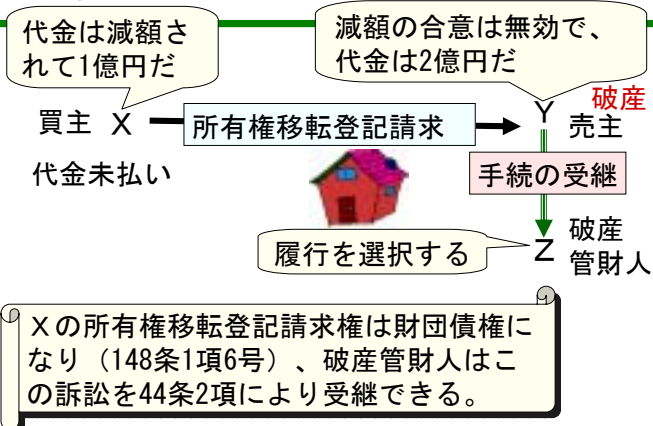 代金は減額さ
れて1億円だ
減額の合意は無効で、
代金は2億円だ
買主 X
所有権移転登記請求
Y
破産
売主
代金未払い
手続の受継
履行を選択する
Z
破産
管財人
Xの所有権移転登記請求権は財団債権に
なり（148条1項6号）、破産管財人はこ
の訴訟を44条2項により受継できる。